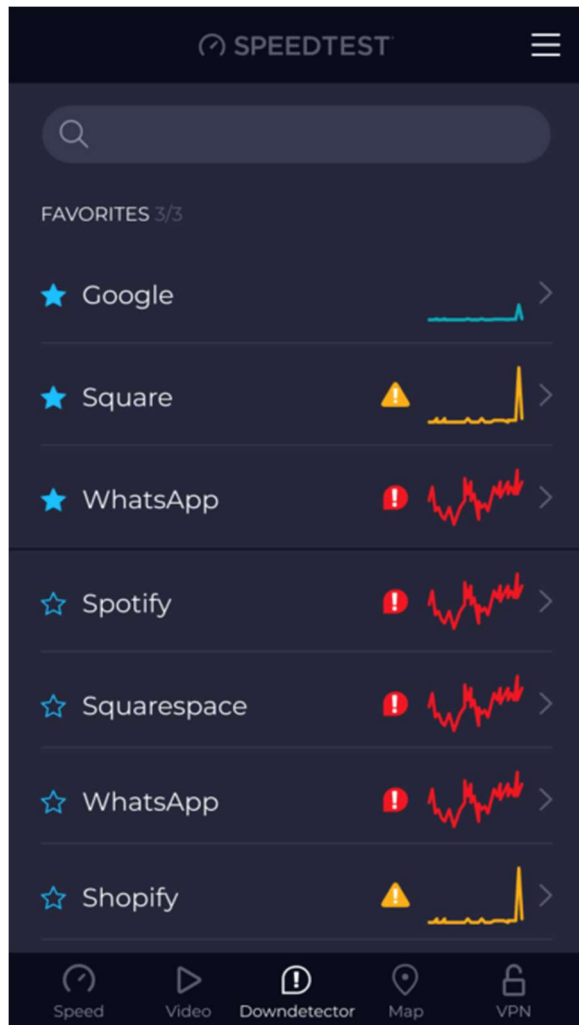 SPEEDTEST
FAVORITES 3/3
Google
Square
WhatsApp
Spotify
Squarespace
WhatsApp
Shopify
Speed Video Downdetector Map VPN